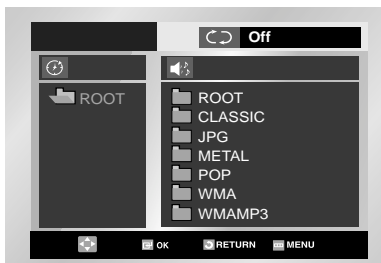 Off
ROOT
ROOT
CLASSIC
JPG
METAL
POP
WMA
WMAMP3
OK RETURN MENU